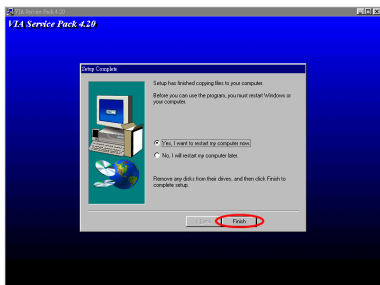 VIA Service Pack 4.20
VIA Service Pack 4.20
Setup Complete
Setup has finished copying files to your computer.
Before you can use the program, you must restart Windows or
your computer.
Yes, I want to restart my computer now.
No, I will restart my computer later.
Remove any disks from their drives, and then click Finish to
complete setup.
Finish